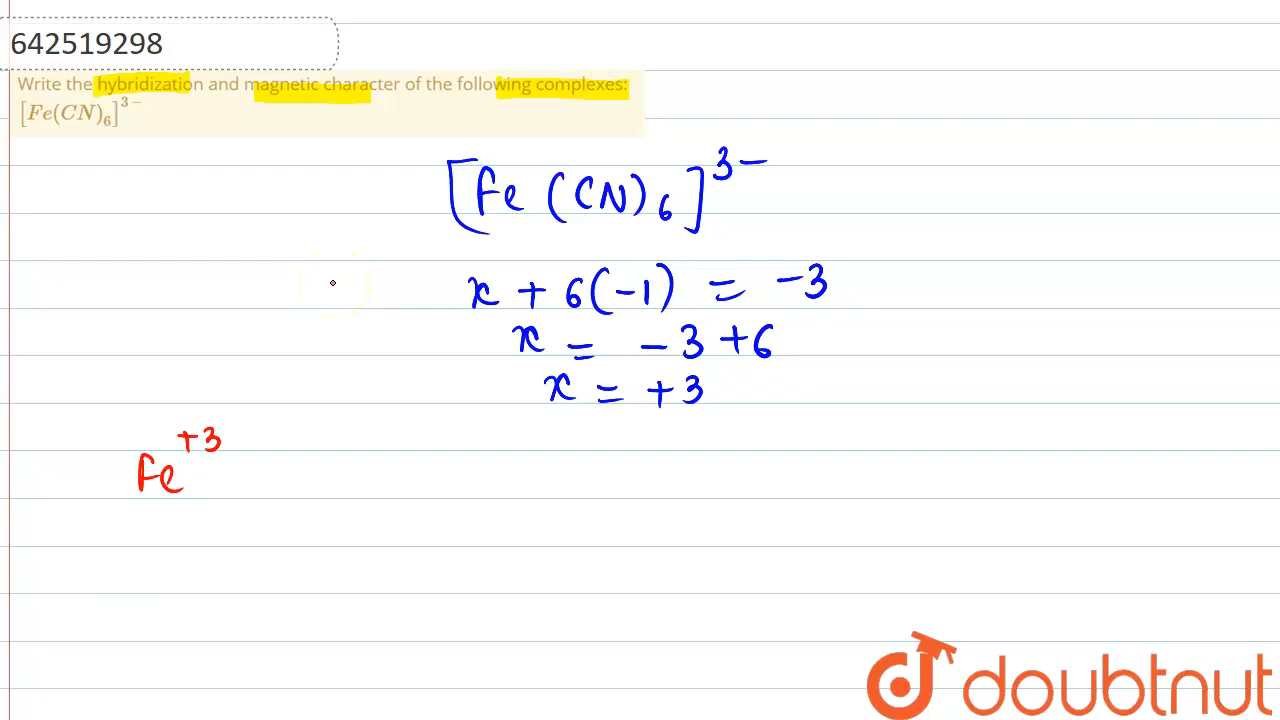 642519298
Write the hybridization and magnetic character of the following complexes:
[Fe(CN)₆]³⁻
[Fe(CN)₆]³⁻
x + 6(-1) = -3
x = -3 + 6
x = +3
Fe⁺³
doubtnut